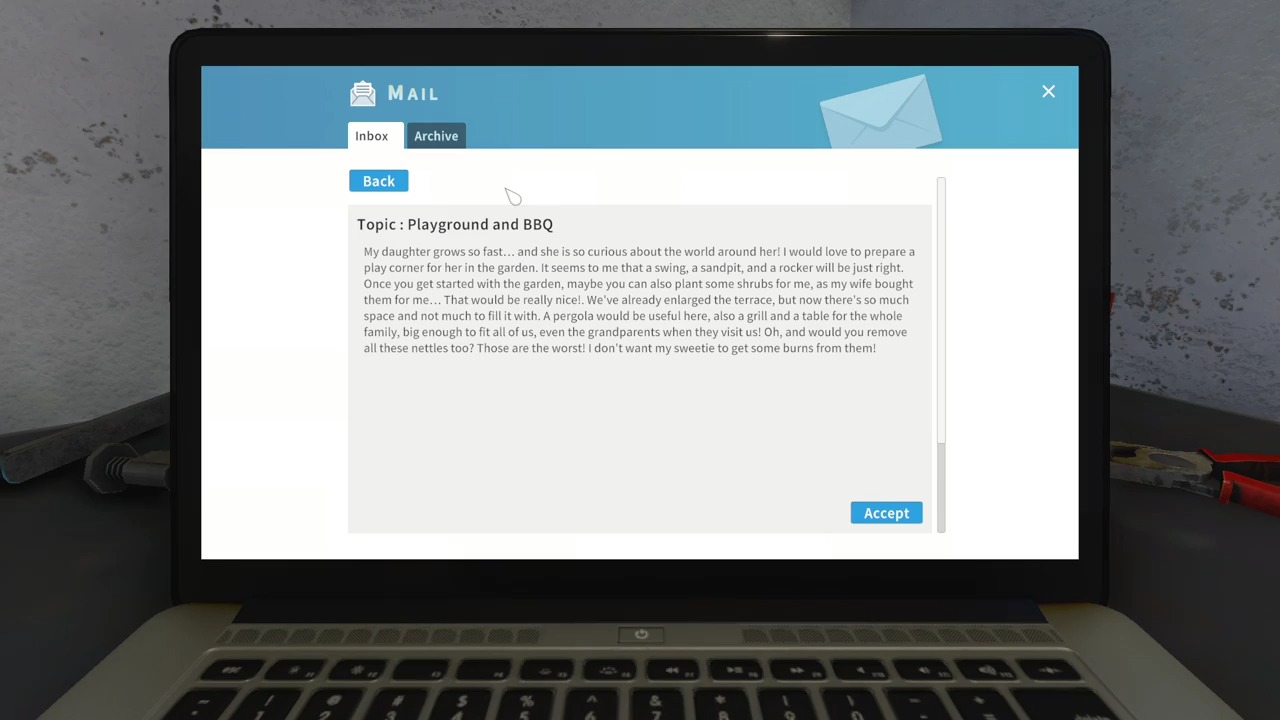 MAIL
Inbox
Archive
Back
Topic : Playground and BBQ
My daughter grows so fast... and she is so curious about the world around her! I would love to prepare a
play corner for her in the garden. It seems to me that a swing, a sandpit, and a rocker will be just right.
Once you get started with the garden, maybe you can also plant some shrubs for me, as my wife bought
them for me... That would be really nice!. We've already enlarged the terrace, but now there's so much
space and not much to fill it with. A pergola would be useful here, also a grill and a table for the whole
family, big enough to fit all of us, even the grandparents when they visit us! Oh, and would you remove
all these nettles too? Those are the worst! I don't want my sweetie to get some burns from them!
Accept